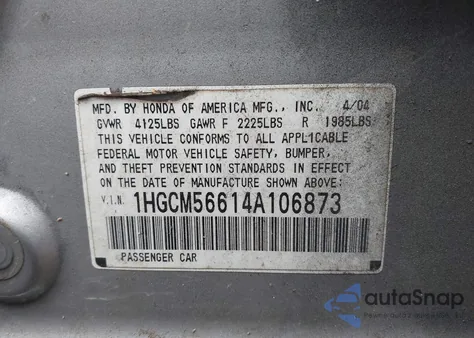 MFD. BY HONDA OF AMERICA MFG., INC. 4/04
GVWR 4125LBS GAWR F 2225LBS R 1985LBS
THIS VEHICLE CONFORMS TO ALL APPLICABLE
FEDERAL MOTOR VEHICLE SAFETY, BUMPER,
AND THEFT PREVENTION STANDARDS IN EFFECT
ON THE DATE OF MANUFACTURE SHOWN ABOVE:
V.I.N. 1HGCM56614A106873
PASSENGER CAR
autoSnap